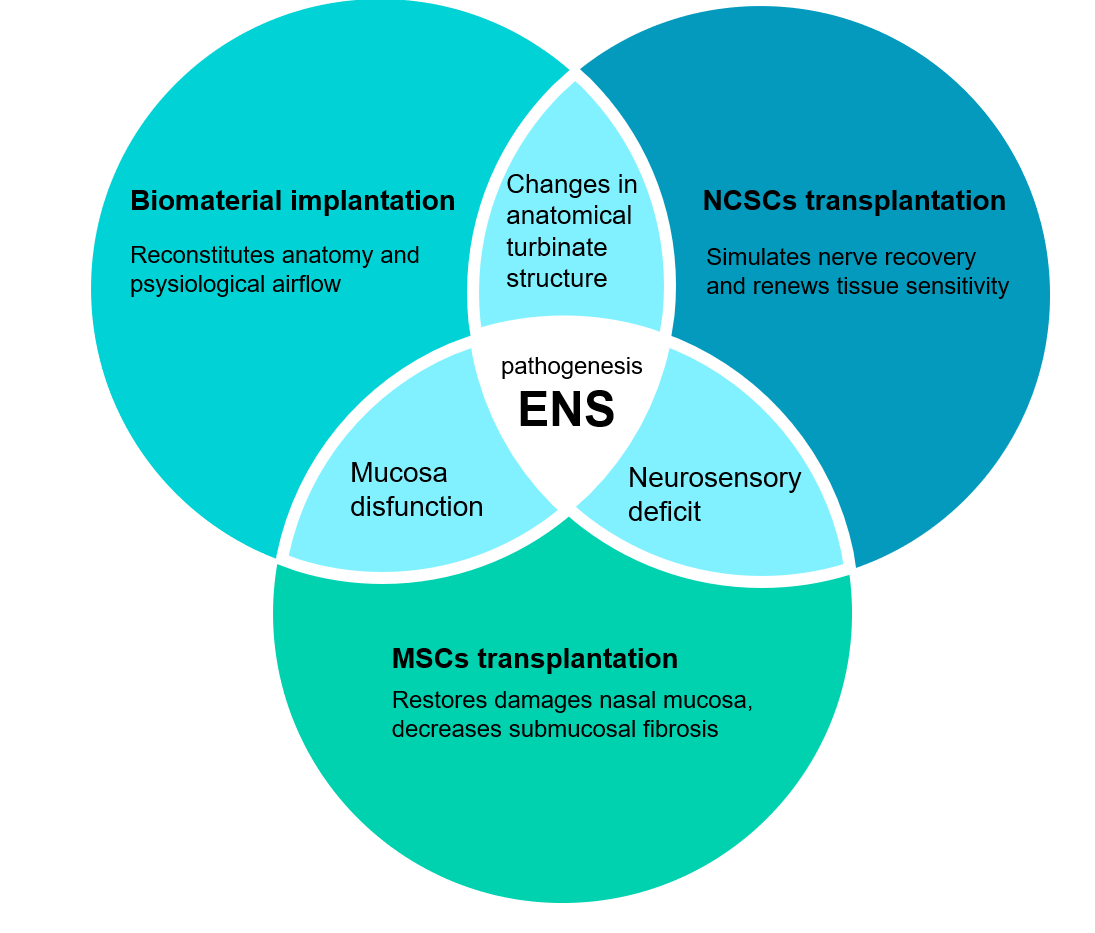 Biomaterial implantation
Reconstitutes anatomy and
psysiological airflow
Changes in
anatomical
turbinate
structure
NCSCs transplantation
Simulates nerve recovery
and renews tissue sensitivity
pathogenesis
ENS
Mucosa
disfunction
Neurosensory
deficit
MSCs transplantation
Restores damages nasal mucosa,
decreases submucosal fibrosis